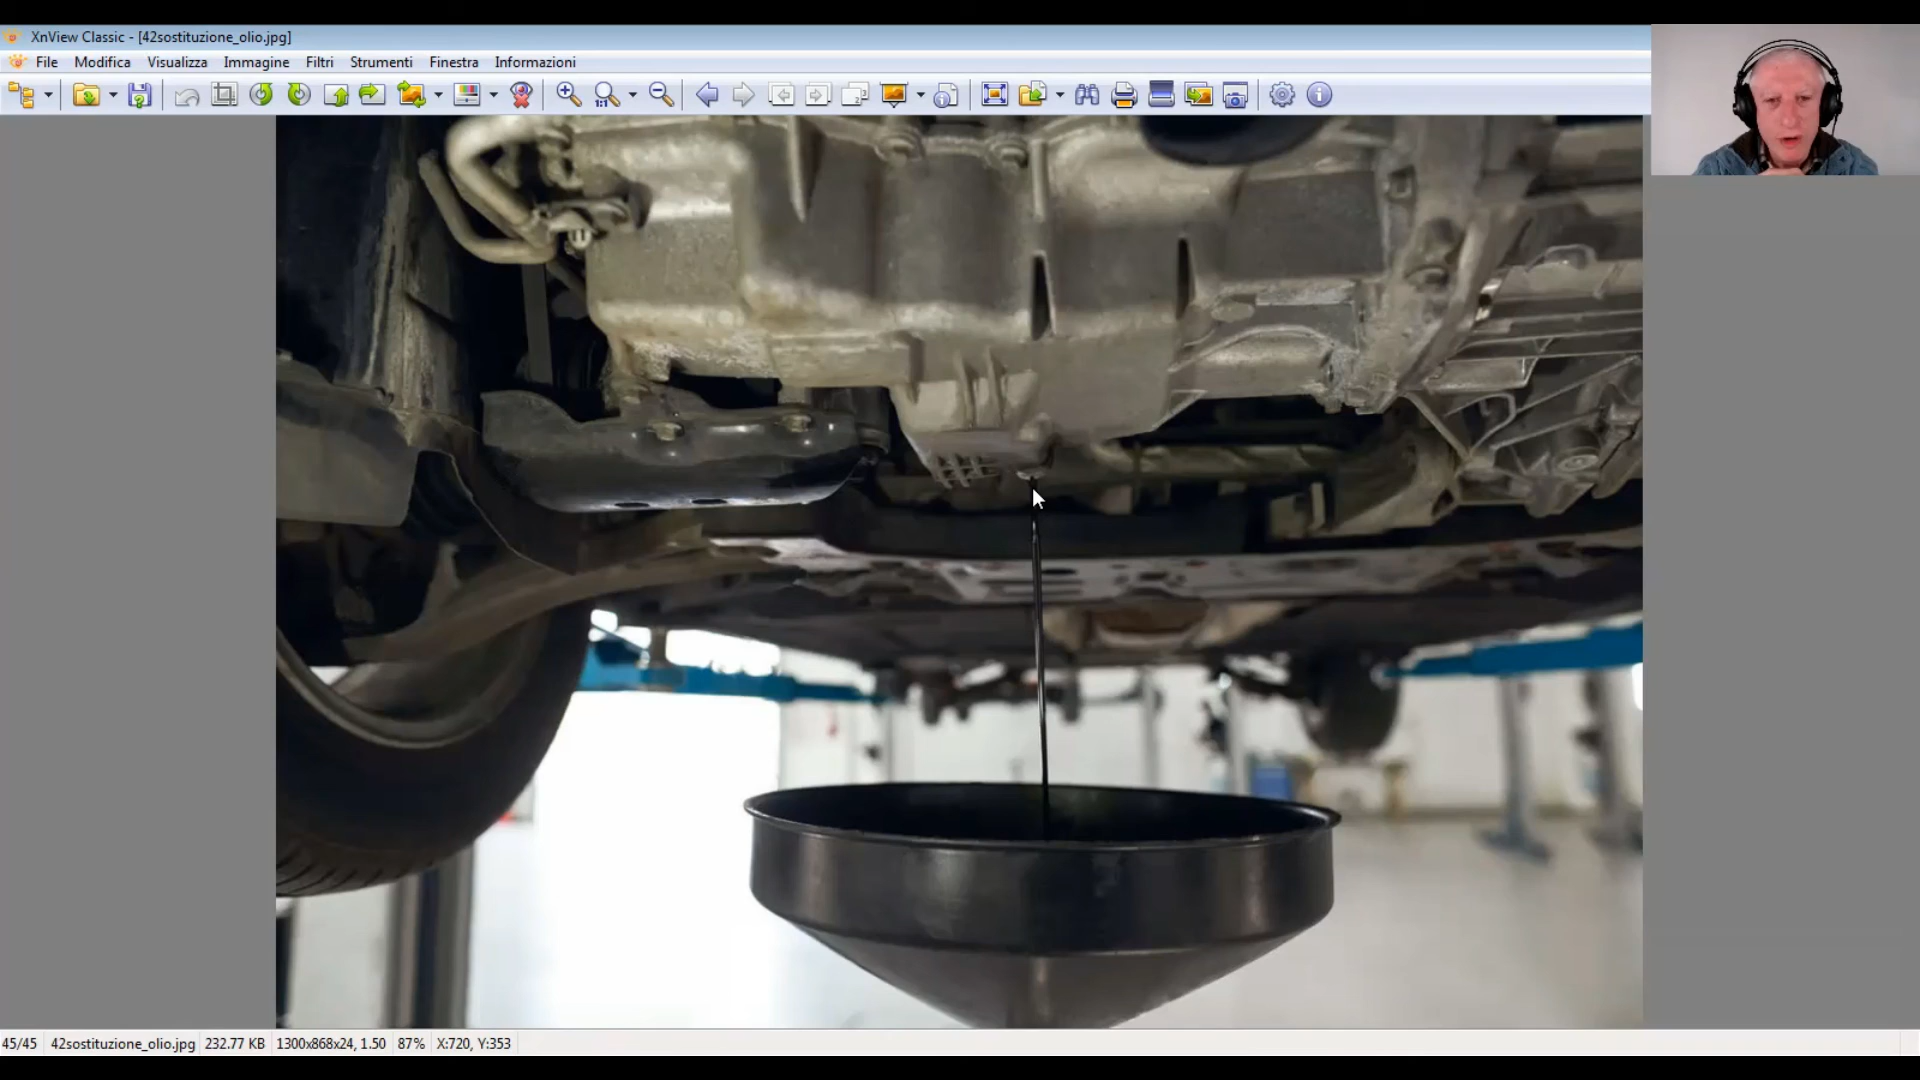 XnView Classic - [42sostituzione_olio.jpg]
File Modifica Visualizza Immagine Filtri Strumenti Finestra Informazioni
45/45 42sostituzione_olio.jpg 232.77 KB 1300x868x24, 1.50 87% X:720, Y:353